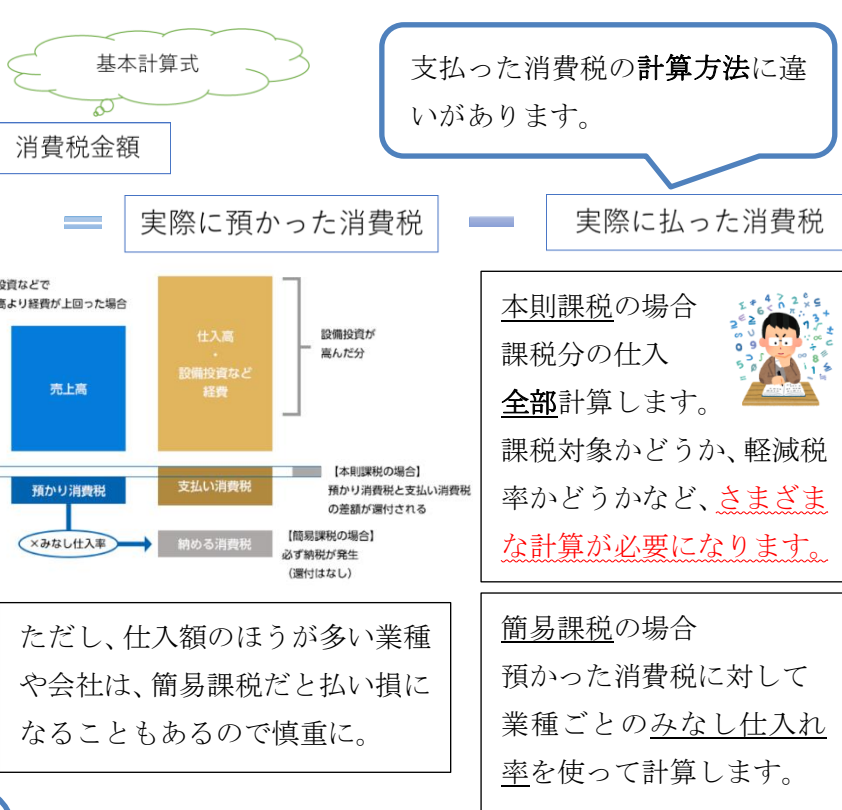 基本計算式
支払った消費税の計算方法に違
いがあります。
消費税金額
実際に預かった消費税
実際に払った消費税
投資などで
高より経費が上回った場合
売上高
仕入高
・
設備投資など
経費
設備投資が
嵩んだ分
預かり消費税
支払い消費税
【本則課税の場合】
預かり消費税と支払い消費税
の差額が還付される
×みなし仕入率
納める消費税
【簡易課税の場合】
必ず納税が発生
（還付はなし）
本則課税の場合
課税分の仕入
全部計算します。
課税対象かどうか、軽減税
率かどうかなど、さまざま
な計算が必要になります。
ただし、仕入額のほうが多い業種
や会社は、簡易課税だと払い損に
なることもあるので慎重に。
簡易課税の場合
預かった消費税に対して
業種ごとのみなし仕入れ
率を使って計算します。